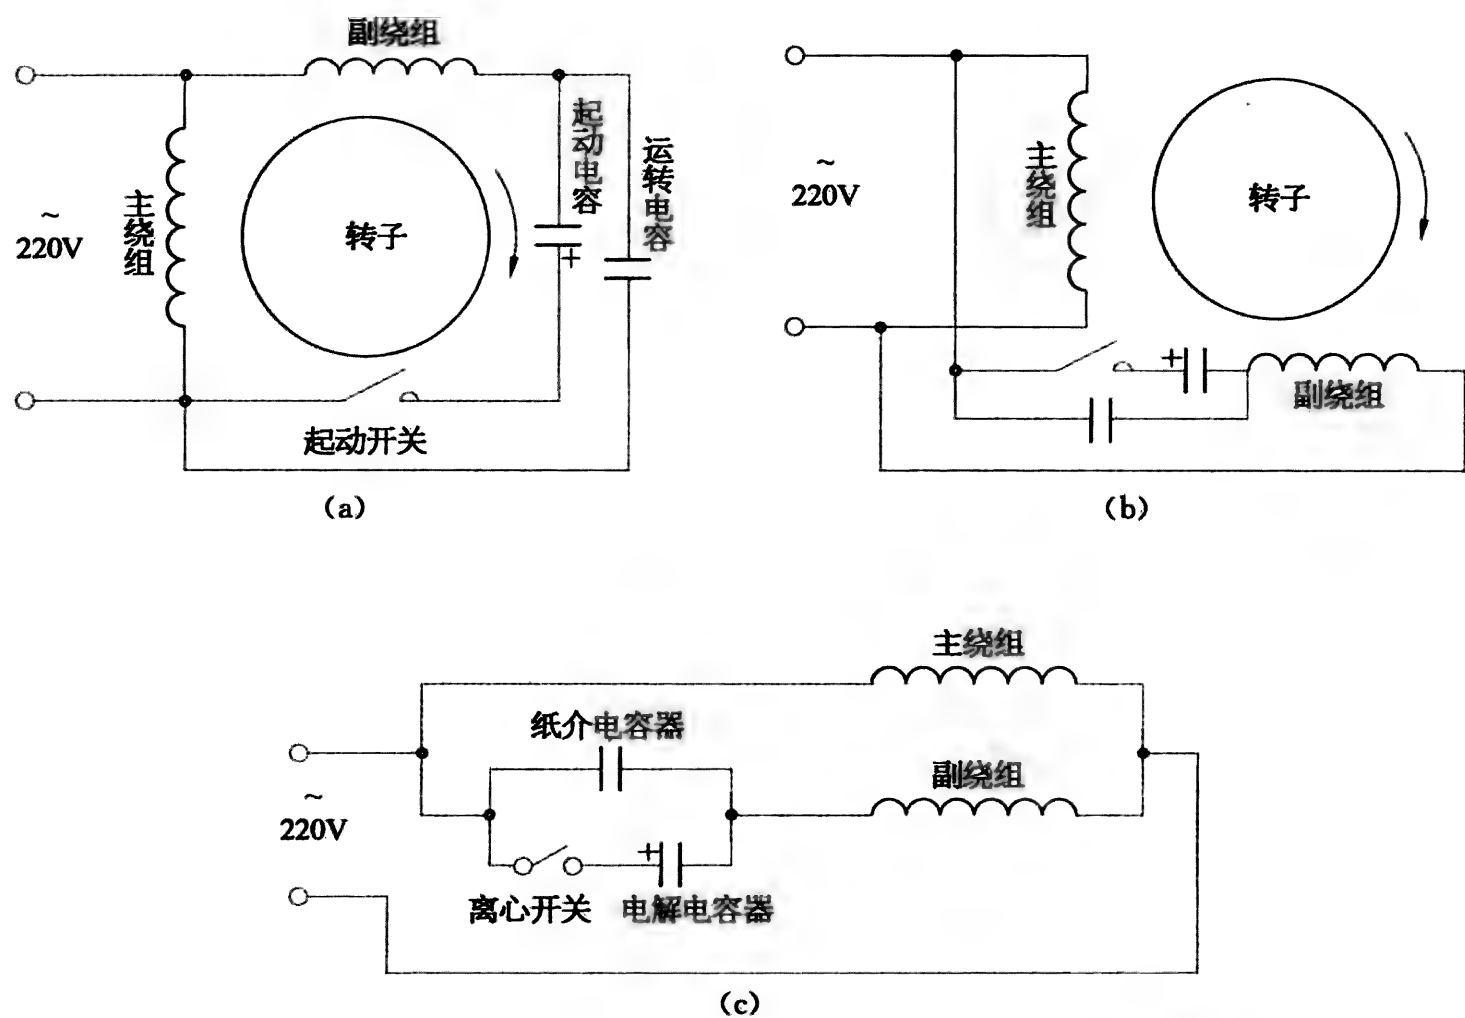 副绕组
起动电容
运转电容
主绕组
转子
~
220V
+
起动开关
(a)
~
220V
主绕组
转子
+
副绕组
(b)
主绕组
纸介电容器
副绕组
~
220V
+
离心开关
电解电容器
(c)